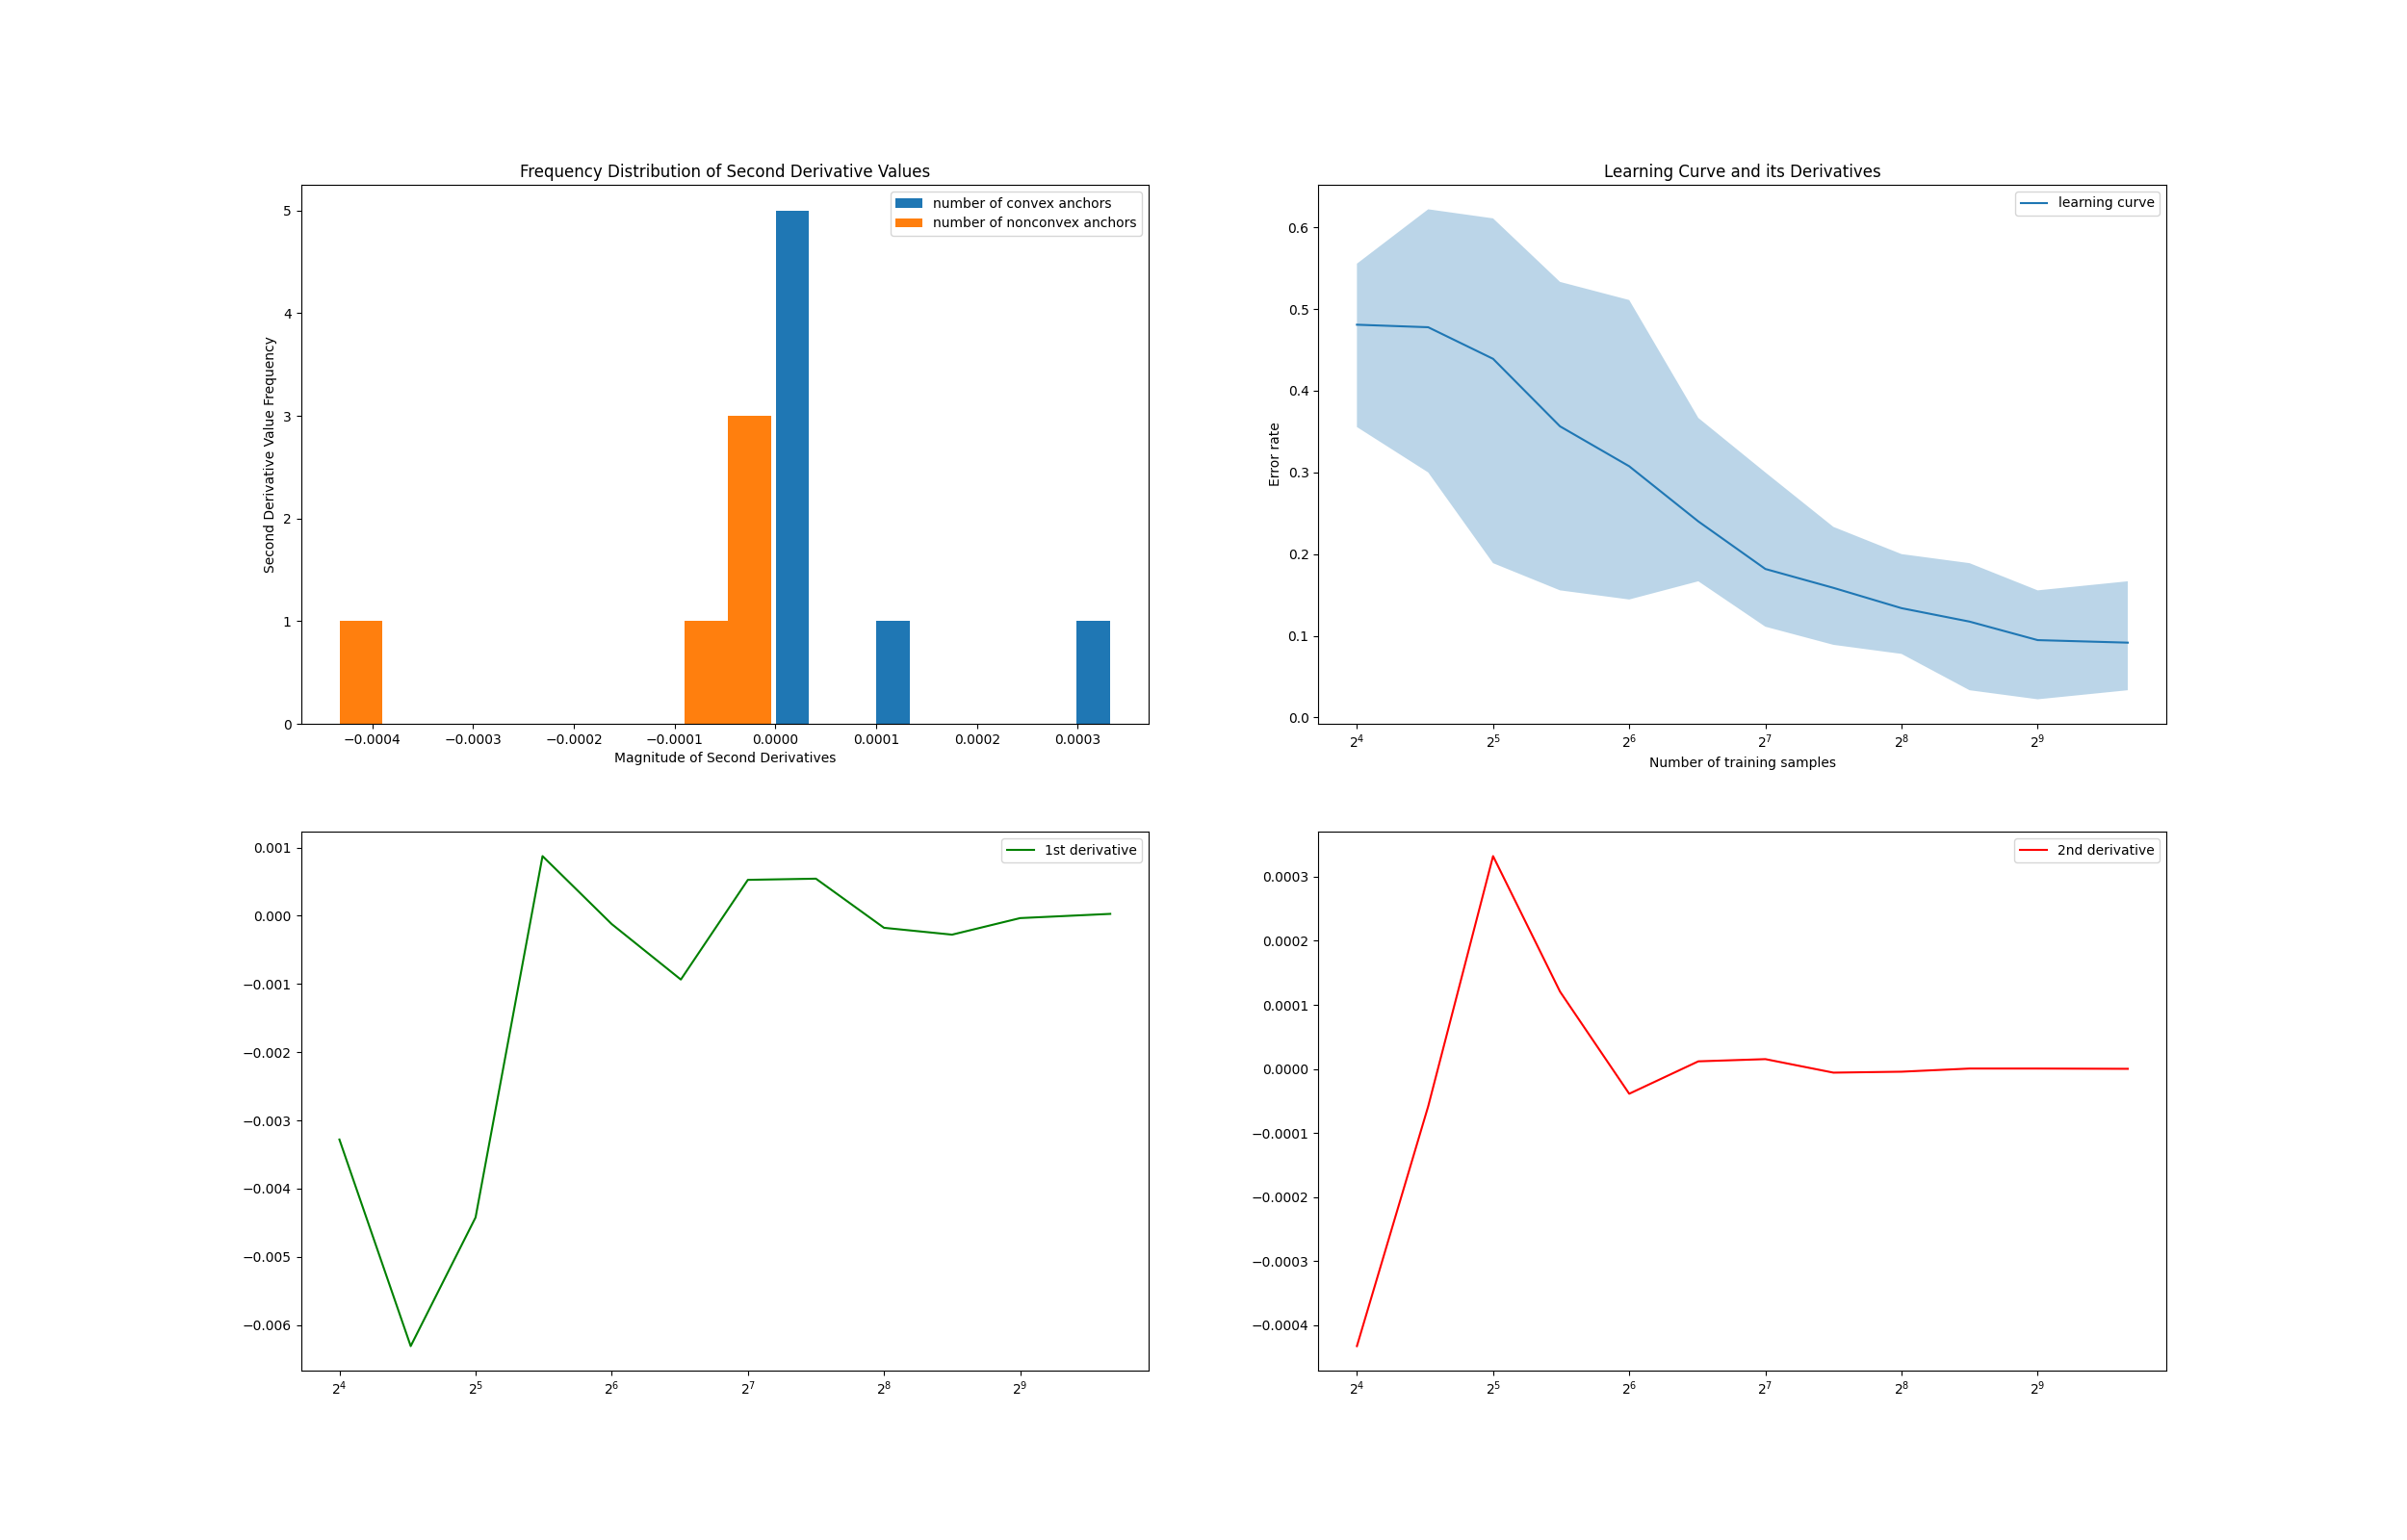 Frequency Distribution of Second Derivative Values
number of convex anchors
number of nonconvex anchors
5
4
3
2
1
0
Second Derivative Value Frequency
−0.0004 −0.0003 −0.0002 −0.0001 0.0000 0.0001 0.0002 0.0003
Magnitude of Second Derivatives
Learning Curve and its Derivatives
learning curve
0.6
0.5
0.4
0.3
0.2
0.1
0.0
Error rate
2⁴ 2⁵ 2⁶ 2⁷ 2⁸ 2⁹
Number of training samples
1st derivative
0.001
0.000
−0.001
−0.002
−0.003
−0.004
−0.005
−0.006
2⁴ 2⁵ 2⁶ 2⁷ 2⁸ 2⁹
2nd derivative
0.0003
0.0002
0.0001
0.0000
−0.0001
−0.0002
−0.0003
−0.0004
2⁴ 2⁵ 2⁶ 2⁷ 2⁸ 2⁹